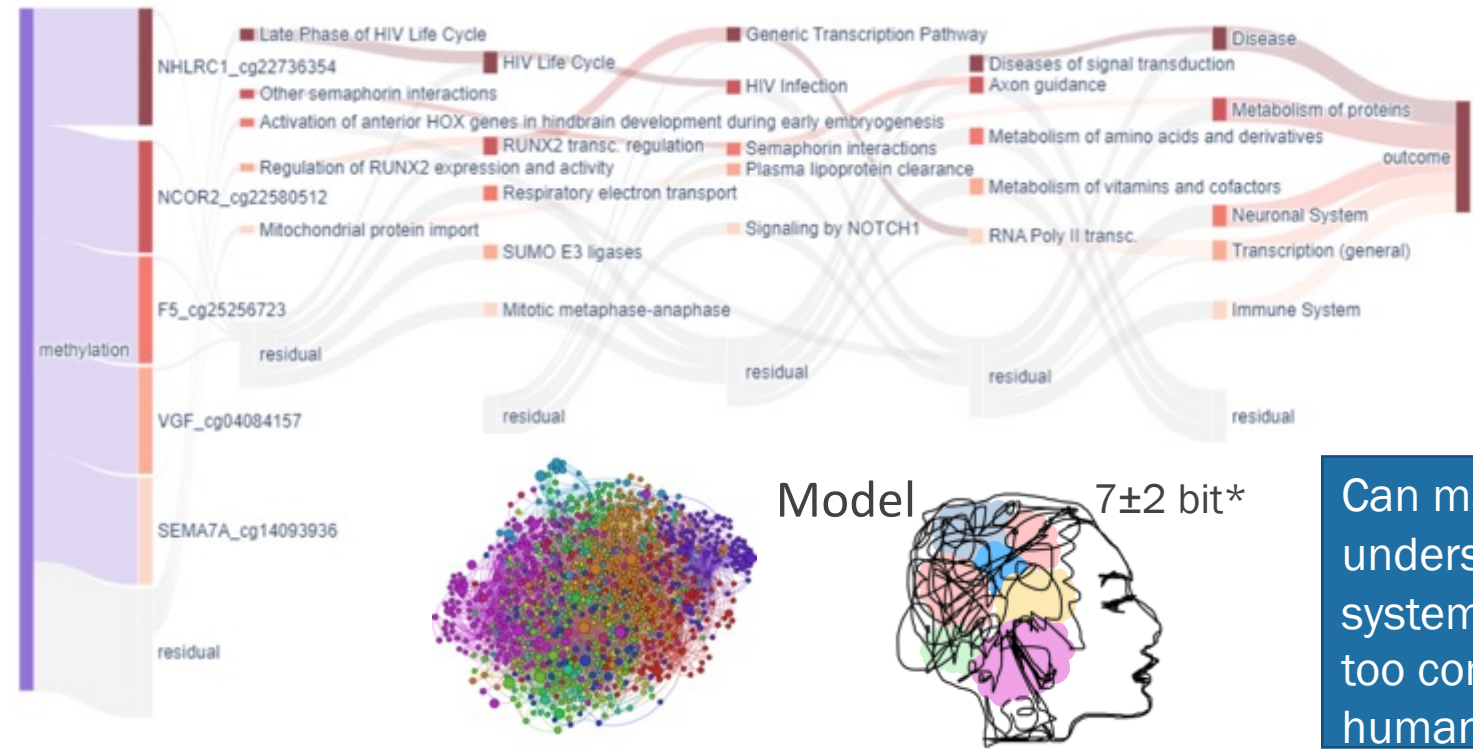 methylation
NHLRC1_cg22736354
NCOR2_cg22580512
F5_cg25256723
VGF_cg04084157
SEMA7A_cg14093936
residual
Late Phase of HIV Life Cycle
Other semaphorin interactions
Activation of anterior HOX genes in hindbrain development during early embryogenesis
Regulation of RUNX2 expression and activity
Mitochondrial protein import
residual
HIV Life Cycle
RUNX2 transc. regulation
Respiratory electron transport
SUMO E3 ligases
Mitotic metaphase-anaphase
residual
Generic Transcription Pathway
HIV Infection
Semaphorin interactions
Plasma lipoprotein clearance
Signaling by NOTCH1
residual
Diseases of signal transduction
Axon guidance
Metabolism of amino acids and derivatives
Metabolism of vitamins and cofactors
RNA Poly II transc.
residual
Disease
Metabolism of proteins
Neuronal System
Transcription (general)
Immune System
residual
outcome
Model
7±2 bit*
Can m
unders
system
too
human